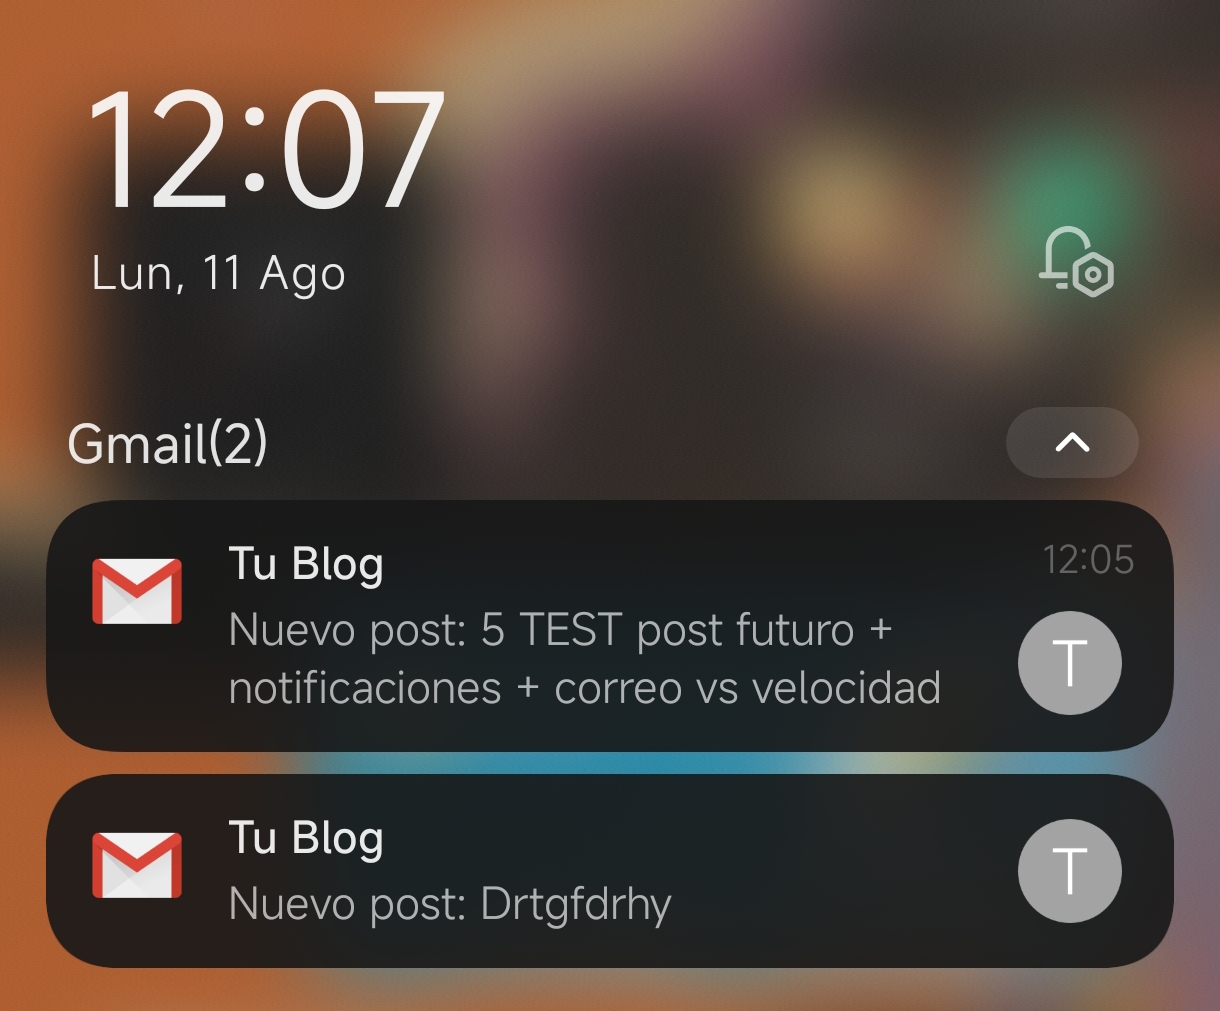 12:07
Lun, 11 Ago
Gmail(2)
Tu Blog
12:05
Nuevo post: 5 TEST post futuro +
notificaciones + correo vs velocidad
T
Tu Blog
Nuevo post: Drtgfdrhy
T